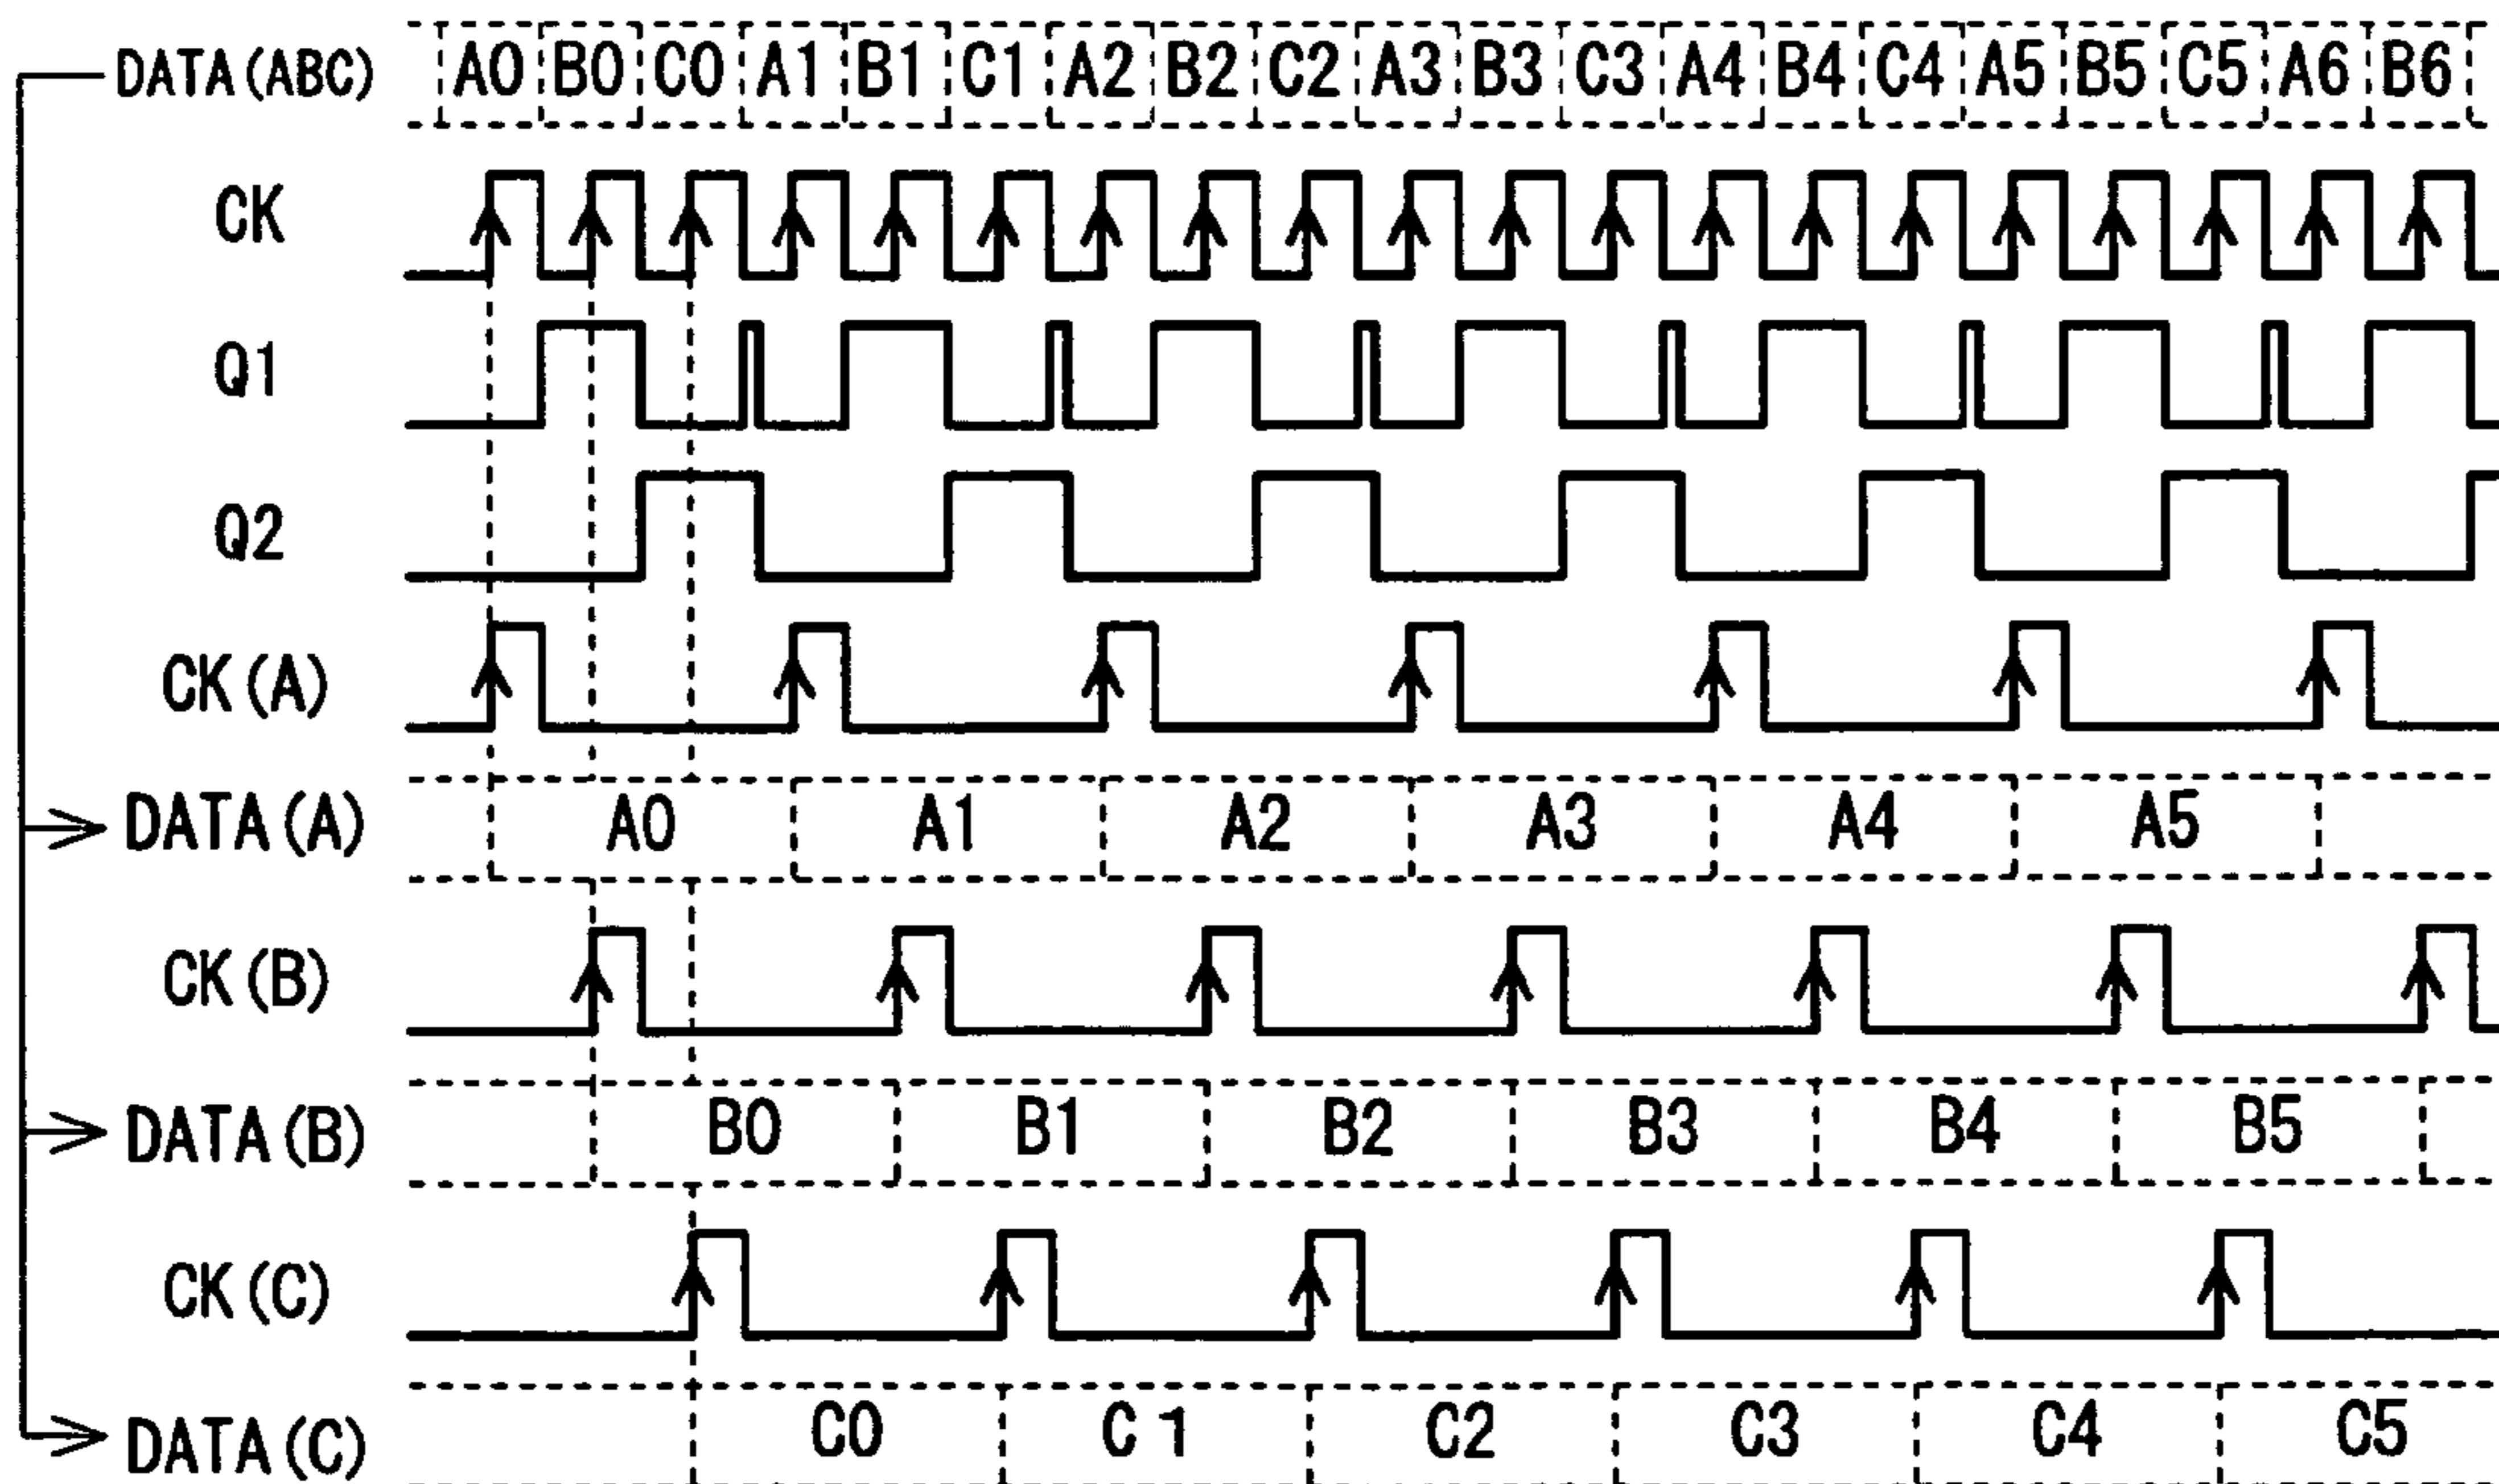 DATA(ABC) A0 B0 C0 A1 B1 C1 A2 B2 C2 A3 B3 C3 A4 B4 C4 A5 B5 C5 A6 B6
CK
Q1
Q2
CK(A)
DATA(A) A0 A1 A2 A3 A4 A5
CK(B)
DATA(B) B0 B1 B2 B3 B4 B5
CK(C)
DATA(C) C0 C 1 C2 C3 C4 C5